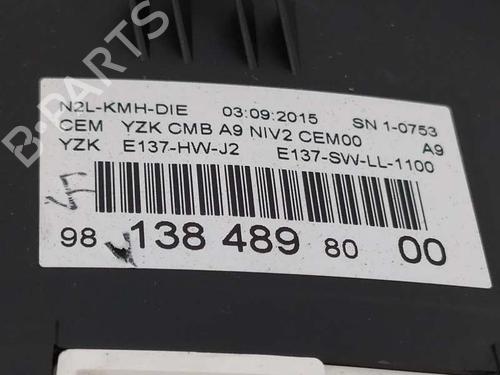 N2L-KMH-DIE 03:09:2015 SN 1-0753
CEM YZK CMB A9 NIV2 CEM00 A9
YZK E137-HW-J2 E137-SW-LL-1100
98 138 489 80 00
B-PARTS